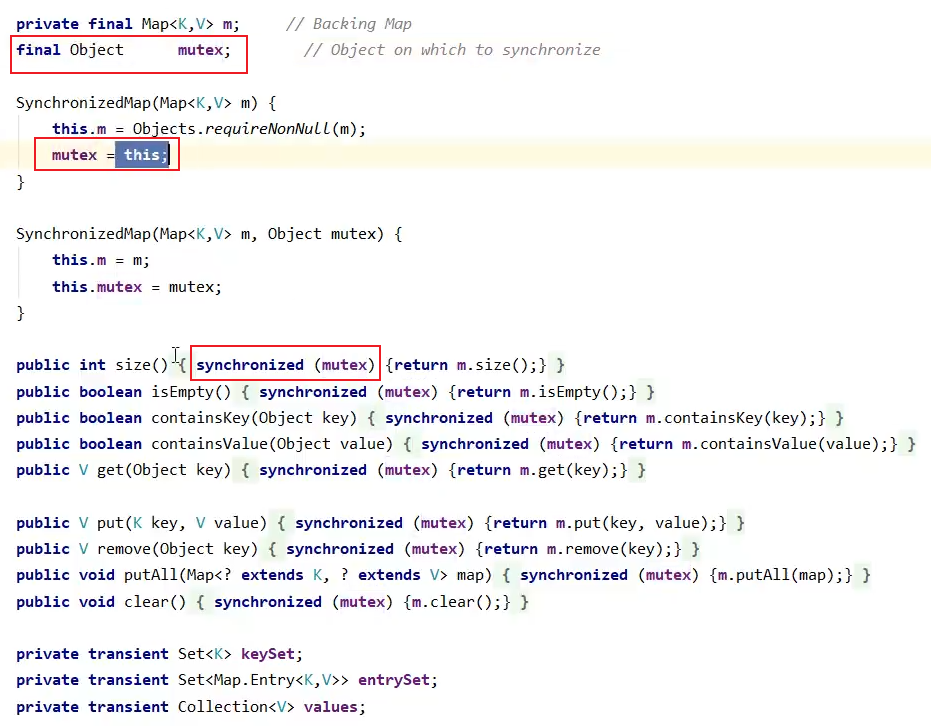 private final Map<K,V> m;     // Backing Map
final Object      mutex;        // Object on which to synchronize
SynchronizedMap(Map<K,V> m) {
    this.m = Objects.requireNonNull(m);
    mutex = this;
}
SynchronizedMap(Map<K,V> m, Object mutex) {
    this.m = m;
    this.mutex = mutex;
}
public int size() { synchronized (mutex) {return m.size();} }
public boolean isEmpty() { synchronized (mutex) {return m.isEmpty();} }
public boolean containsKey(Object key) { synchronized (mutex) {return m.containsKey(key);} }
public boolean containsValue(Object value) { synchronized (mutex) {return m.containsValue(value);} }
public V get(Object key) { synchronized (mutex) {return m.get(key);} }
public V put(K key, V value) { synchronized (mutex) {return m.put(key, value);} }
public V remove(Object key) { synchronized (mutex) {return m.remove(key);} }
public void putAll(Map<? extends K, ? extends V> map) { synchronized (mutex) {m.putAll(map);} }
public void clear() { synchronized (mutex) {m.clear();} }
private transient Set<K> keySet;
private transient Set<Map.Entry<K,V>> entrySet;
private transient Collection<V> values;